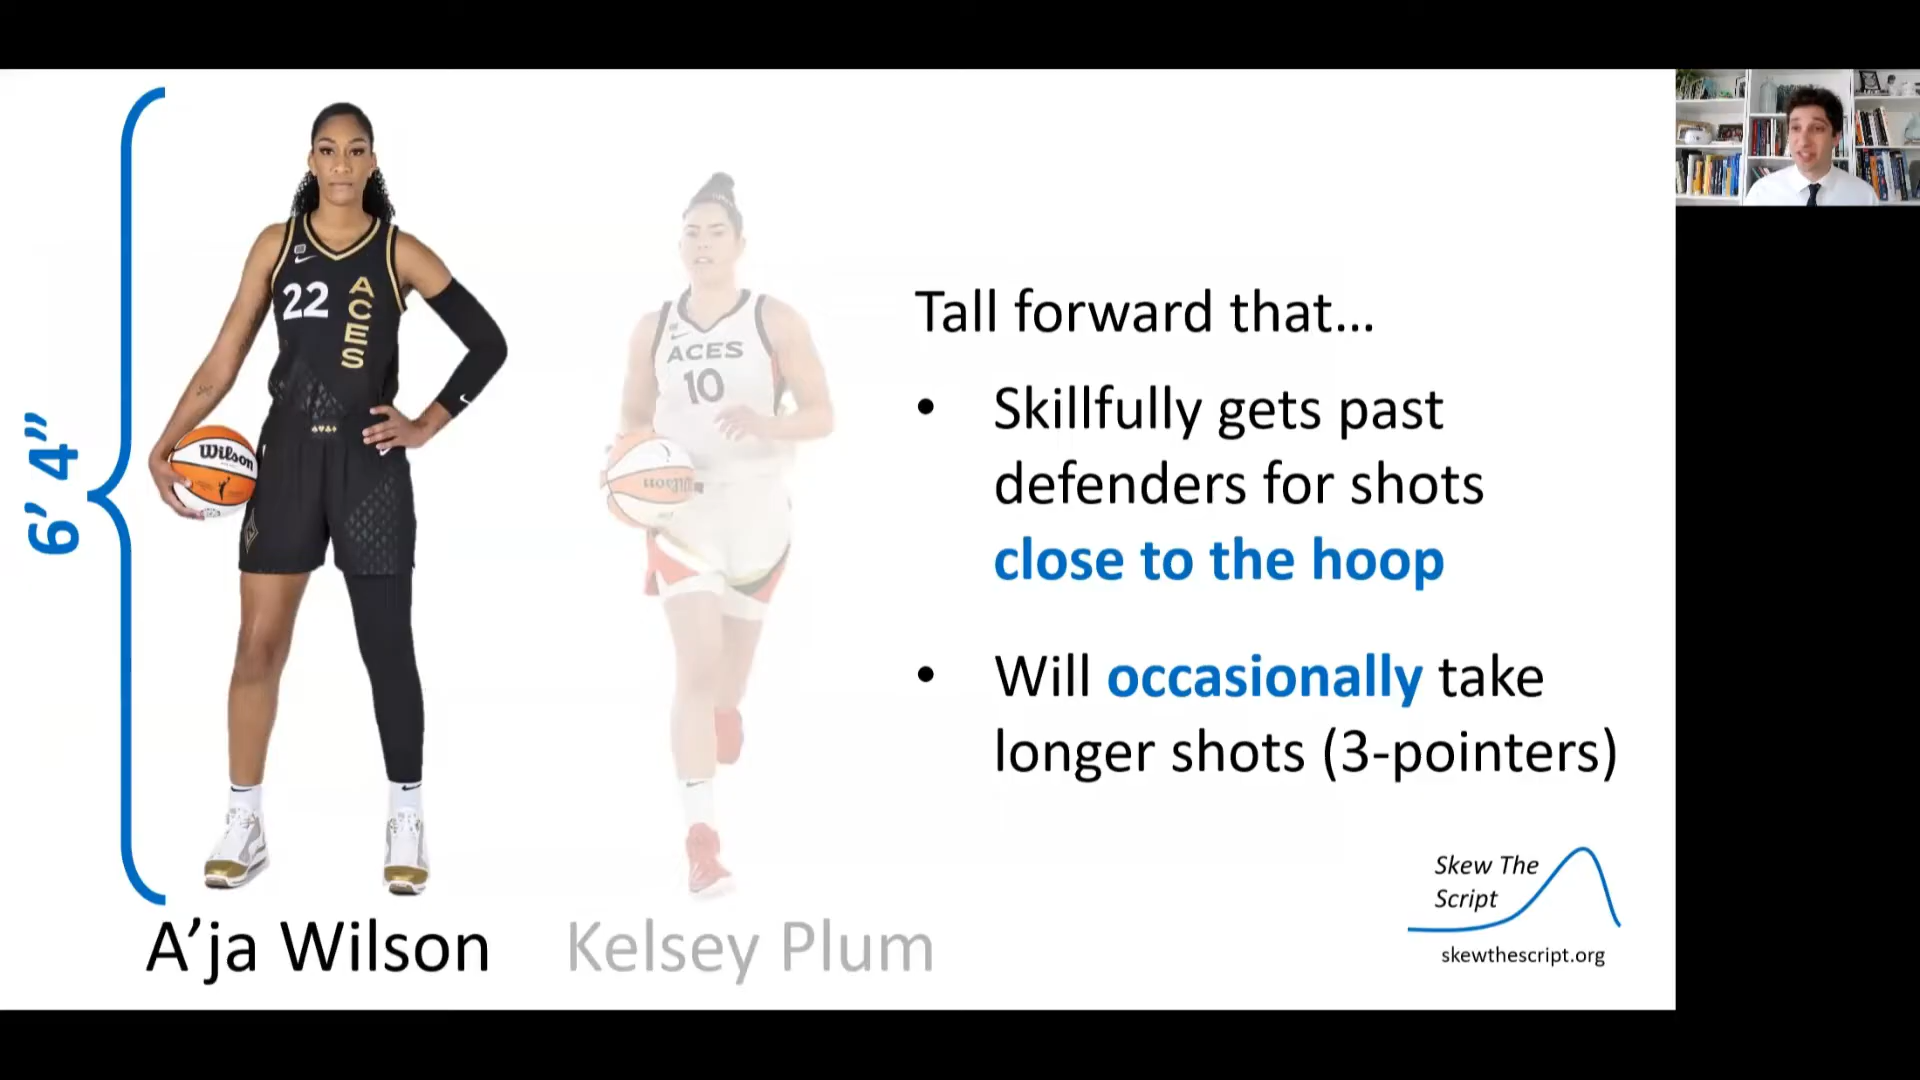 6’ 4”
22
ACES
Wilson
ACES
10
Tall forward that...
• Skillfully gets past
defenders for shots
close to the hoop
• Will occasionally take
longer shots (3-pointers)
A’ja Wilson
Kelsey Plum
Skew The
Script
skewthescript.org